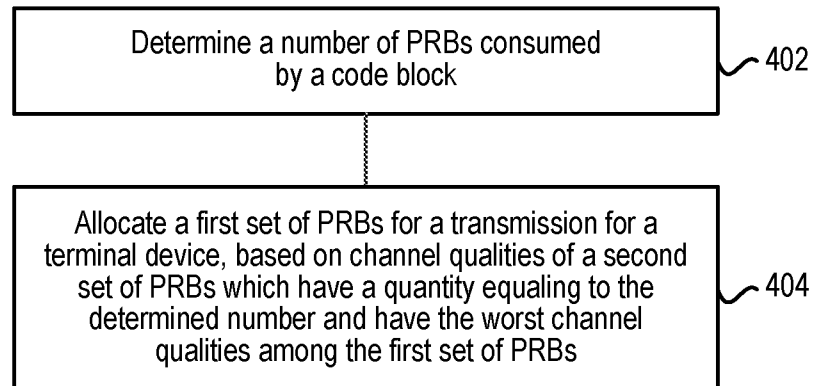 Determine a number of PRBs consumed
by a code block
402
Allocate a first set of PRBs for a transmission for a
terminal device, based on channel qualities of a second
set of PRBs which have a quantity equaling to the
determined number and have the worst channel
qualities among the first set of PRBs
404